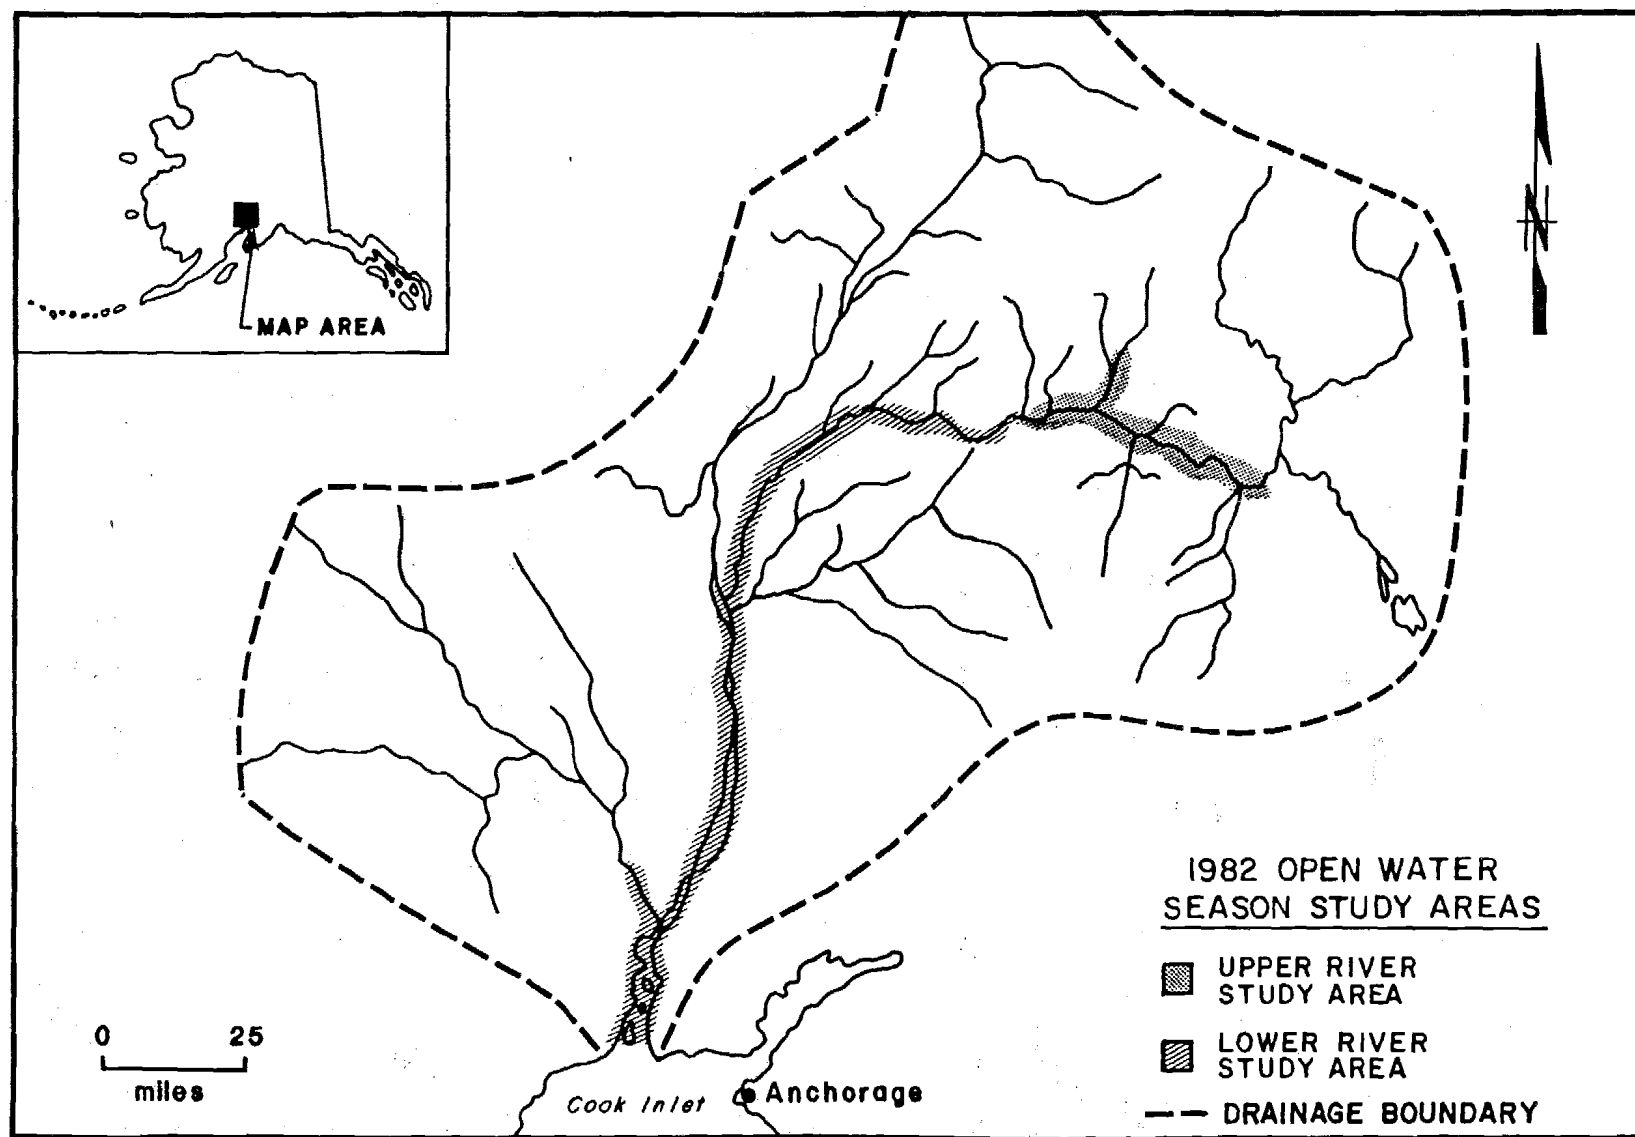 MAP AREA
N
1982 OPEN WATER
SEASON STUDY AREAS
UPPER RIVER
STUDY AREA
LOWER RIVER
STUDY AREA
DRAINAGE BOUNDARY
0 25
miles
Cook Inlet
Anchorage